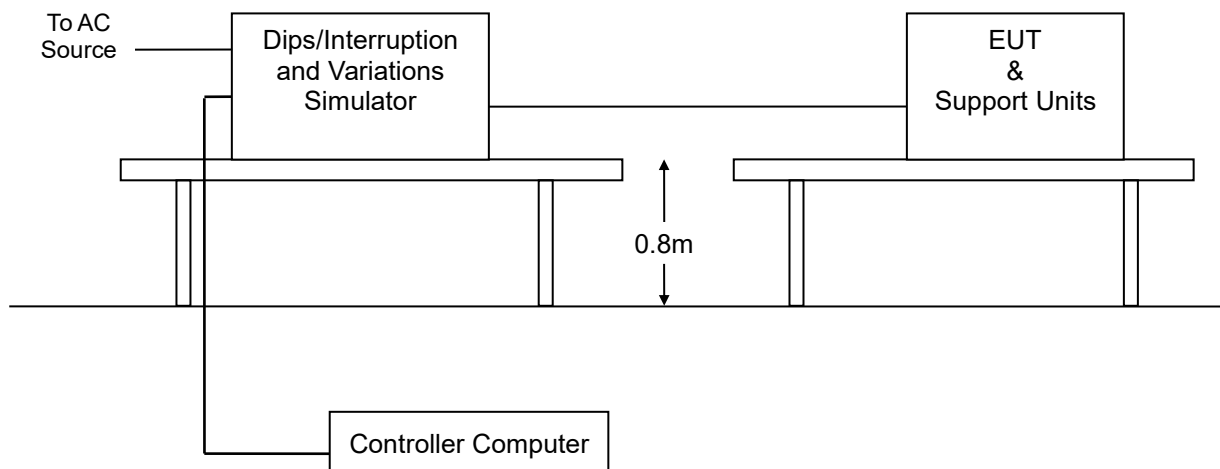 To AC
Source
Dips/Interruption
and Variations
Simulator
EUT
&
Support Units
0.8m
Controller Computer